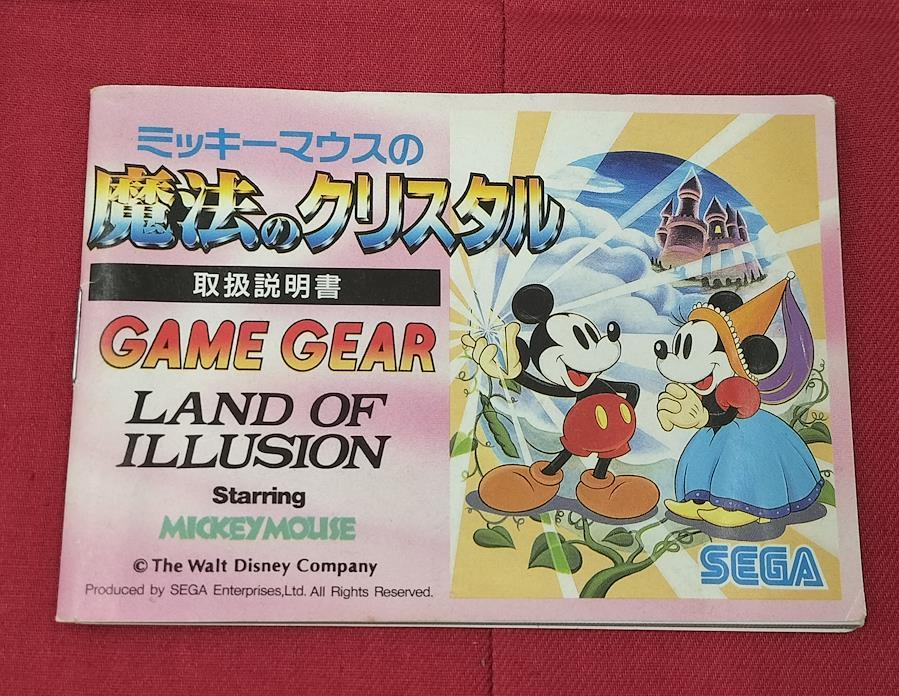 ミッキーマウスの
魔法のクリスタル
取扱説明書
GAME GEAR
LAND OF
ILLUSION
Starring
MICKEY MOUSE
© The Walt Disney Company
Produced by SEGA Enterprises,Ltd. All Rights Reserved.
SEGA